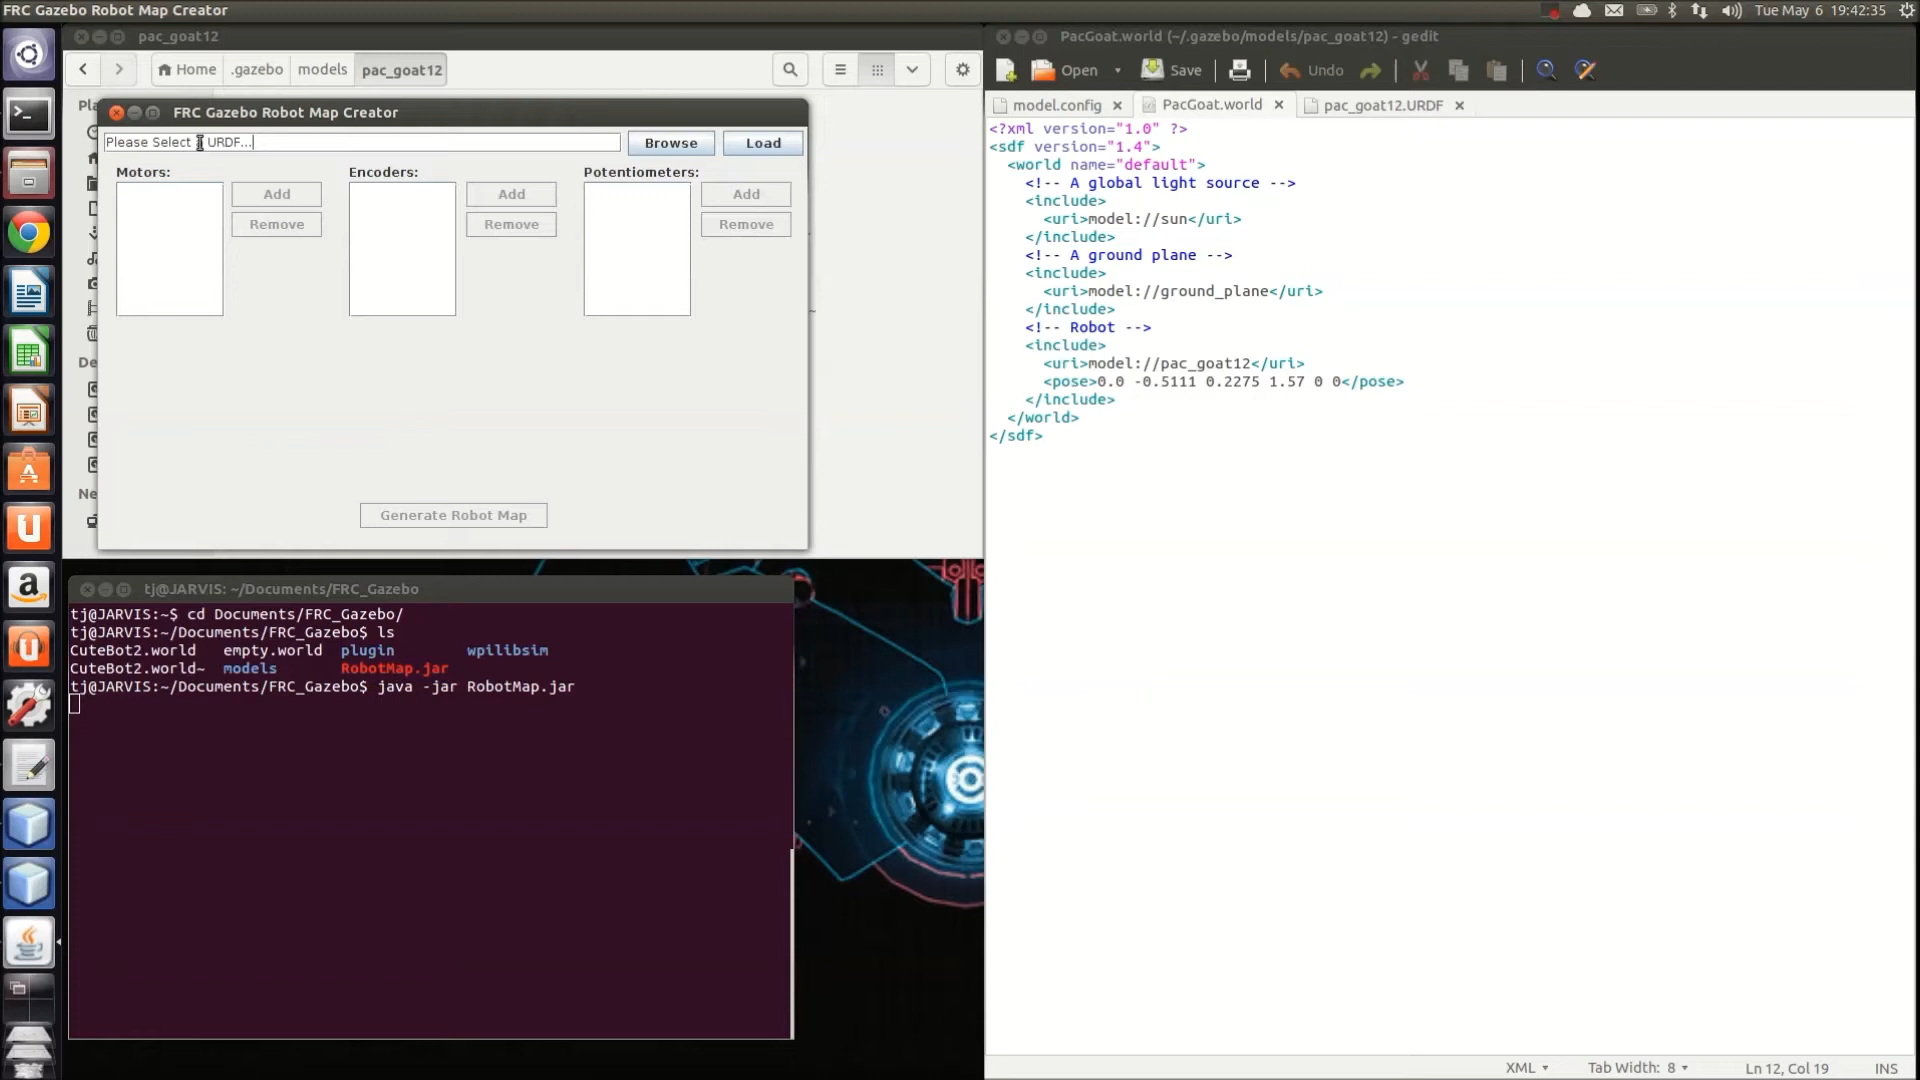 FRC Gazebo Robot Map Creator
Tue May 6 19:42:35
pac_goat12
Home .gazebo models pac_goat12
FRC Gazebo Robot Map Creator
Please Select URDF...
Browse Load
Motors: Encoders: Potentiometers:
Add Add Add
Remove Remove Remove
Generate Robot Map
tj@JARVIS: ~/Documents/FRC_Gazebo
tj@JARVIS:~$ cd Documents/FRC_Gazebo/
tj@JARVIS:~/Documents/FRC_Gazebo$ ls
CuteBot2.world empty.world plugin wpilibsim
CuteBot2.world~ models RobotMap.jar
tj@JARVIS:~/Documents/FRC_Gazebo$ java -jar RobotMap.jar
PacGoat.world (~/.gazebo/models/pac_goat12) - gedit
Open Save Undo
model.config PacGoat.world pac_goat12.URDF
<?xml version="1.0" ?>
<sdf version="1.4">
<world name="default">
<!-- A global light source -->
<include>
<uri>model://sun</uri>
</include>
<!-- A ground plane -->
<include>
<uri>model://ground_plane</uri>
</include>
<!-- Robot -->
<include>
<uri>model://pac_goat12</uri>
<pose>0.0 -0.5111 0.2275 1.57 0 0</pose>
</include>
</world>
</sdf>
XML Tab Width: 8 Ln 12, Col 19 INS